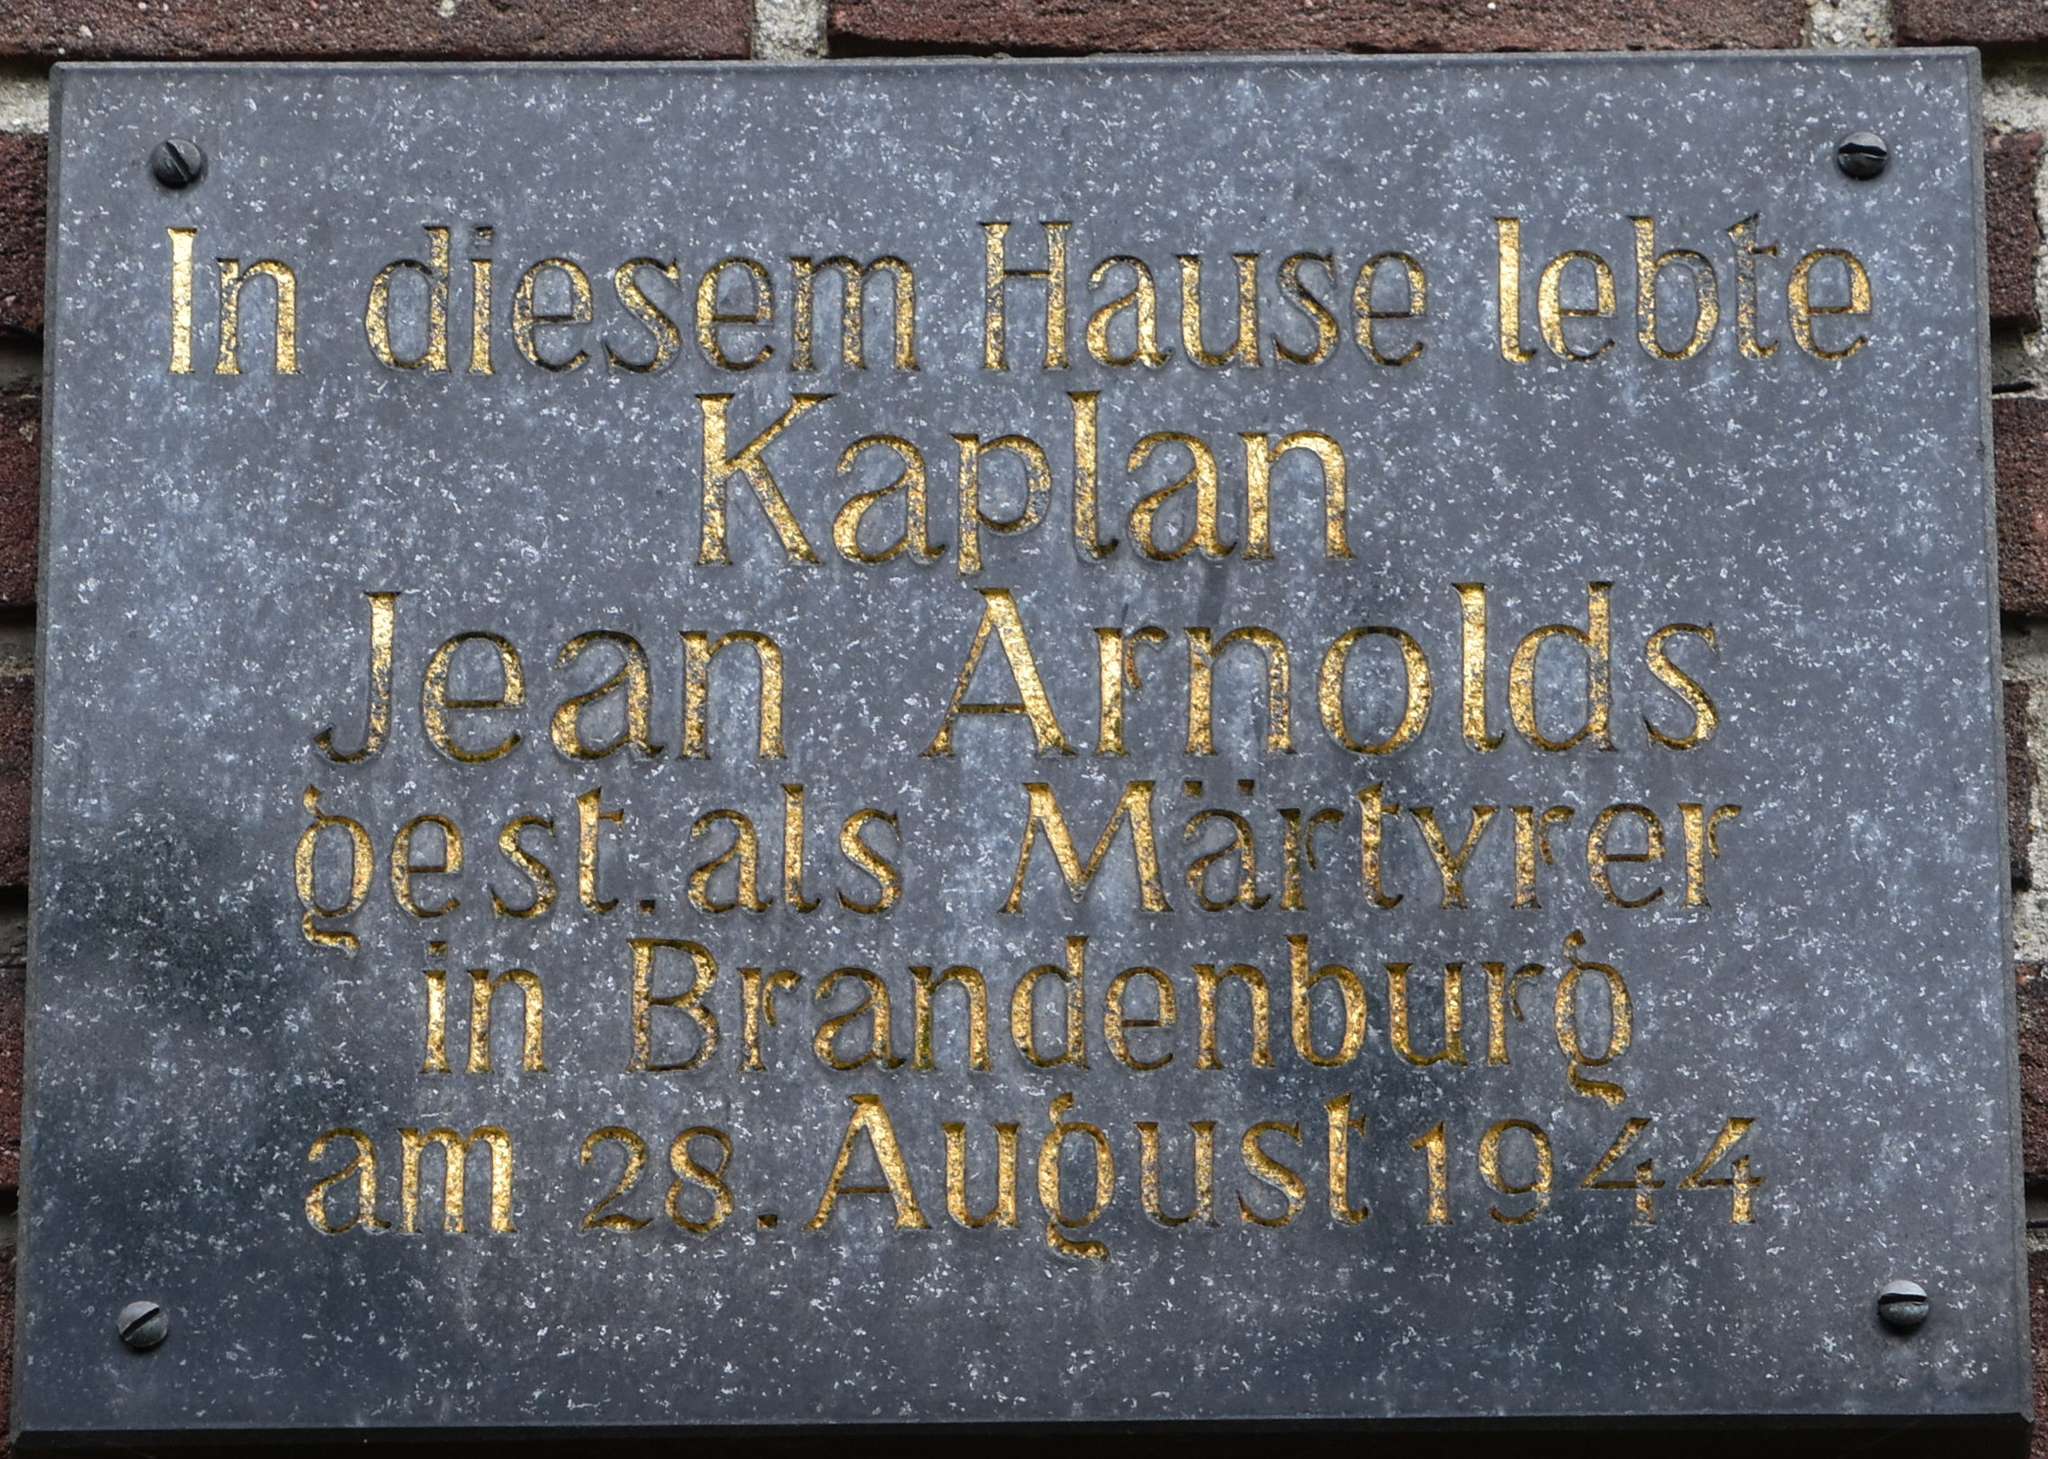 In diesem Hause lebte
Kaplan
Jean Arnolds
gest. als Märtyrer
in Brandenburg
am 28. August 1944